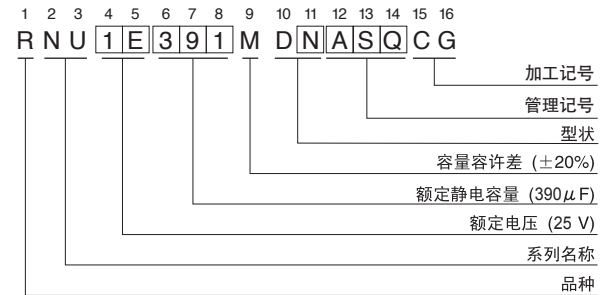 1 2 3 4 5 6 7 8 9 10 11 12 13 14 15 16
R N U 1 E 3 9 1 M D N A S Q C G
加工记号
管理记号
型状
容量容许差 (±20%)
额定静电容量 (390μF)
额定电压 (25 V)
系列名称
品种